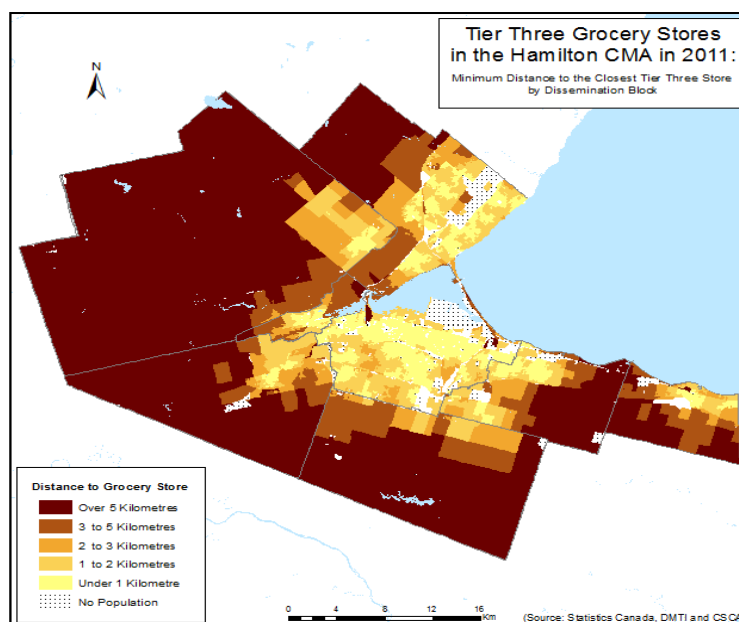 Tier Three Grocery Stores
in the Hamilton CMA in 2011:
Minimum Distance to the Closest Tier Three Store
by Dissemination Block
N
Distance to Grocery Store
Over 5 Kilometres
3 to 5 Kilometres
2 to 3 Kilometres
1 to 2 Kilometres
Under 1 Kilometre
No Population
0 2 4 8 12 16
Km
(Source: Statistics Canada, DMTI and CSCA